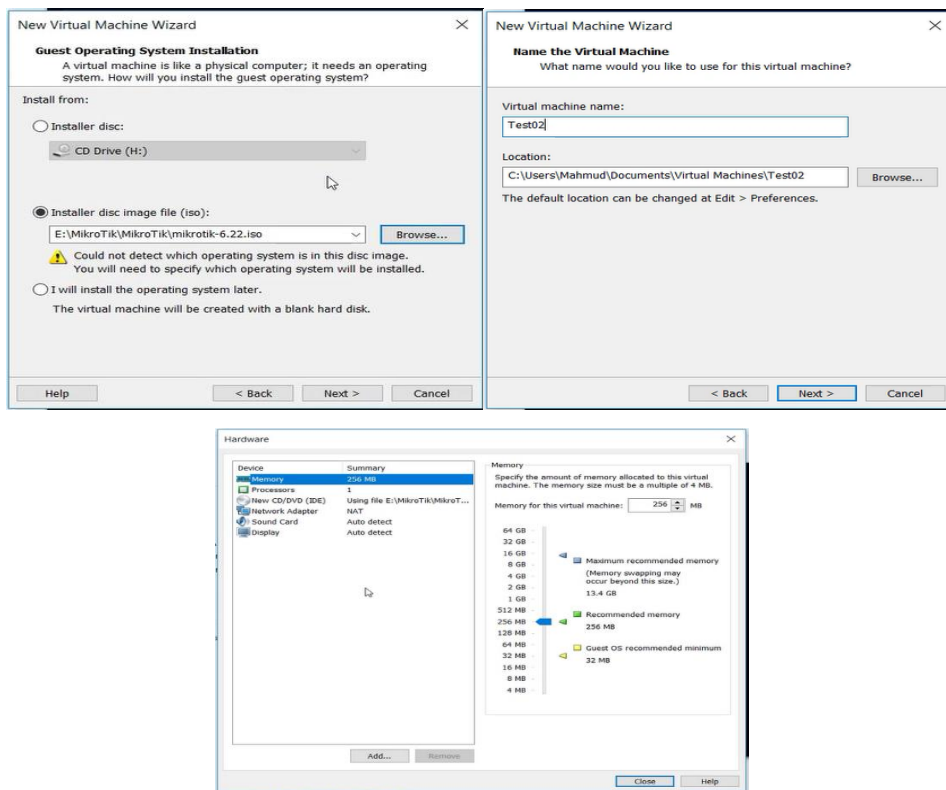 New Virtual Machine Wizard
Guest Operating System Installation
A virtual machine is like a physical computer; it needs an operating
system. How will you install the guest operating system?
Install from:
Installer disc:
CD Drive (H:)
Installer disc image file (iso):
E:\MikroTik\MikroTik\mikrotik-6.22.iso
Browse...
Could not detect which operating system is in this disc image.
You will need to specify which operating system will be installed.
I will install the operating system later.
The virtual machine will be created with a blank hard disk.
Help
< Back
Next >
Cancel
New Virtual Machine Wizard
Name the Virtual Machine
What name would you like to use for this virtual machine?
Virtual machine name:
Test02
Location:
C:\Users\Mahmud\Documents\Virtual Machines\Test02
Browse...
The default location can be changed at Edit > Preferences.
< Back
Next >
Cancel
Hardware
Device Summary
Memory 256 MB
Processors 1
New CD/DVD (IDE) Using file E:\MikroTik\MikroT...
Network Adapter NAT
Sound Card Auto detect
Display Auto detect
Add...
Remove
Memory
Specify the amount of memory allocated to this virtual
machine. The memory size must be a multiple of 4 MB.
Memory for this virtual machine: 256 MB
64 GB
32 GB
16 GB
8 GB
4 GB
2 GB
1 GB
512 MB
256 MB
128 MB
64 MB
32 MB
16 MB
8 MB
4 MB
Maximum recommended memory
(Memory swapping may
occur beyond this size.)
13.4 GB
Recommended memory
256 MB
Guest OS recommended minimum
32 MB
Close
Help